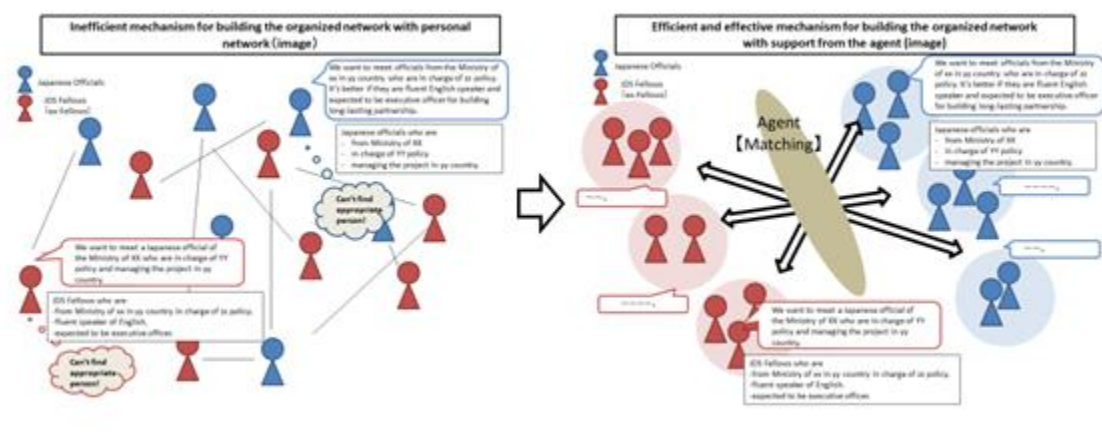 Inefficient mechanism for building the organized network with personal
network (image)
Japanese Officials
JDS Fellows
(ex-Fellows)
We want to meet officials from the Ministry of
xx in yy country who are in charge of zz policy.
It's better if they are fluent English speaker and
expected to be executive officer for building
long-lasting partnership.
Japanese officials who are
- from Ministry of XX
- in charge of YY policy
- managing the project in yy country.
Can't find
appropriate
person!
We want to meet a Japanese official of
the Ministry of XX who are in charge of YY
policy and managing the project in yy
country.
JDS Fellows who are
-from Ministry of xx in yy country in charge of zz policy.
-fluent speaker of English.
-expected to be executive officer.
Can't find
appropriate
person!
Efficient and effective mechanism for building the organized network
with support from the agent (image)
Japanese Officials
JDS Fellows
(ex-Fellows)
We want to meet officials from the Ministry of
xx in yy country who are in charge of zz policy.
It's better if they are fluent English speaker and
expected to be executive officer for building
long-lasting partnership.
Agent
【Matching】
Japanese officials who are
- from Ministry of XX
- in charge of YY policy
- managing the project in yy country.
We want to meet a Japanese official of
the Ministry of XX who are in charge of YY
policy and managing the project in yy
country.
JDS Fellows who are
-from Ministry of xx in yy country in charge of zz policy.
-fluent speaker of English.
-expected to be executive officer.